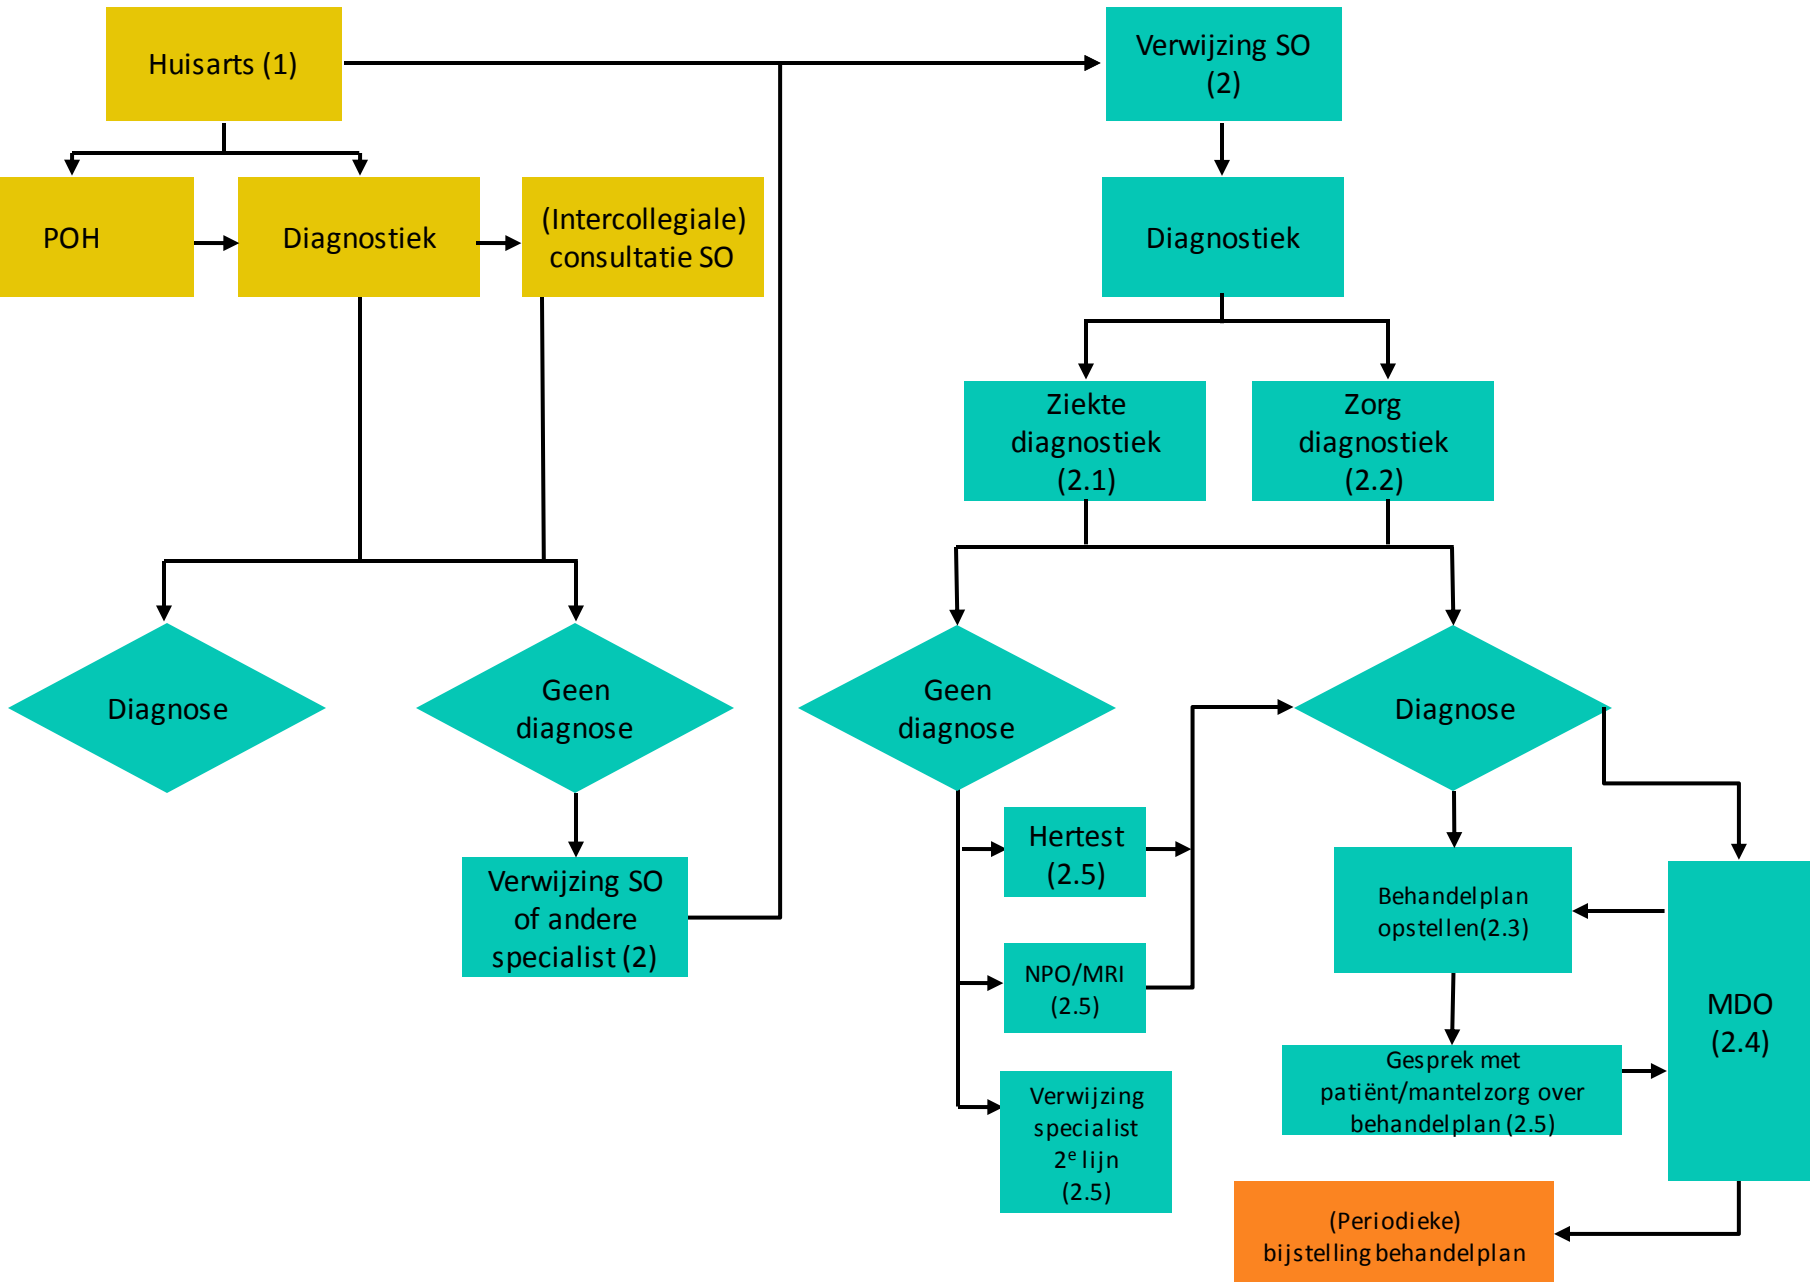 Huisarts (1)
Verwijzing SO
(2)
POH
Diagnostiek
(Intercollegiale)
consultatie SO
Diagnostiek
Ziekte
diagnostiek
(2.1)
Zorg
diagnostiek
(2.2)
Diagnose
Geen
diagnose
Geen
diagnose
Diagnose
Verwijzing SO
of andere
specialist (2)
Hertest
(2.5)
NPO/MRI
(2.5)
Verwijzing
specialist
2e lijn
(2.5)
Behandelplan
opstellen(2.3)
Gesprek met
patiënt/mantelzorg over
behandelplan (2.5)
MDO
(2.4)
(Periodieke)
bijstelling behandelplan